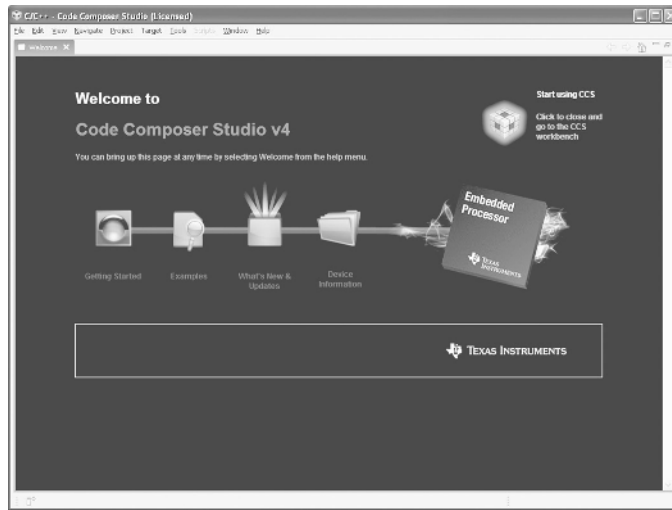 C/C++ - Code Composer Studio (Licensed)
File Edit View Navigate Project Target Tools Scripts Window Help
Welcome
Welcome to
Code Composer Studio v4
You can bring up this page at any time by selecting Welcome from the help menu.
Start using CCS
Click to close and
go to the CCS
workbench
Embedded
Processor
TEXAS
INSTRUMENTS
Getting Started
Examples
What's New &
Updates
Device
Information
TEXAS INSTRUMENTS